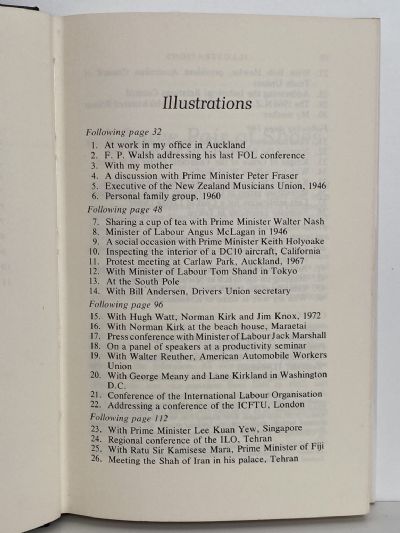 Illustrations
Following page 32
1. At work in my office in Auckland
2. F. P. Walsh addressing his last FOL conference
3. With my mother
4. A discussion with Prime Minister Peter Fraser
5. Executive of the New Zealand Musicians Union, 1946
6. Personal family group, 1960
Following page 48
7. Sharing a cup of tea with Prime Minister Walter Nash
8. Minister of Labour Angus McLagan in 1946
9. A social occasion with Prime Minister Keith Holyoake
10. Inspecting the interior of a DC10 aircraft, California
11. Protest meeting at Carlaw Park, Auckland, 1967
12. With Minister of Labour Tom Shand in Tokyo
13. At the South Pole
14. With Bill Andersen, Drivers Union secretary
Following page 96
15. With Hugh Watt, Norman Kirk and Jim Knox, 1972
16. With Norman Kirk at the beach house, Maraetai
17. Press conference with Minister of Labour Jack Marshall
18. On a panel of speakers at a productivity seminar
19. With Walter Reuther, American Automobile Workers
Union
20. With George Meany and Lane Kirkland in Washington
D.C.
21. Conference of the International Labour Organisation
22. Addressing a conference of the ICFTU, London
Following page 112
23. With Prime Minister Lee Kuan Yew, Singapore
24. Regional conference of the ILO, Tehran
25. With Ratu Sir Kamisese Mara, Prime Minister of Fiji
26. Meeting the Shah of Iran in his palace, Tehran